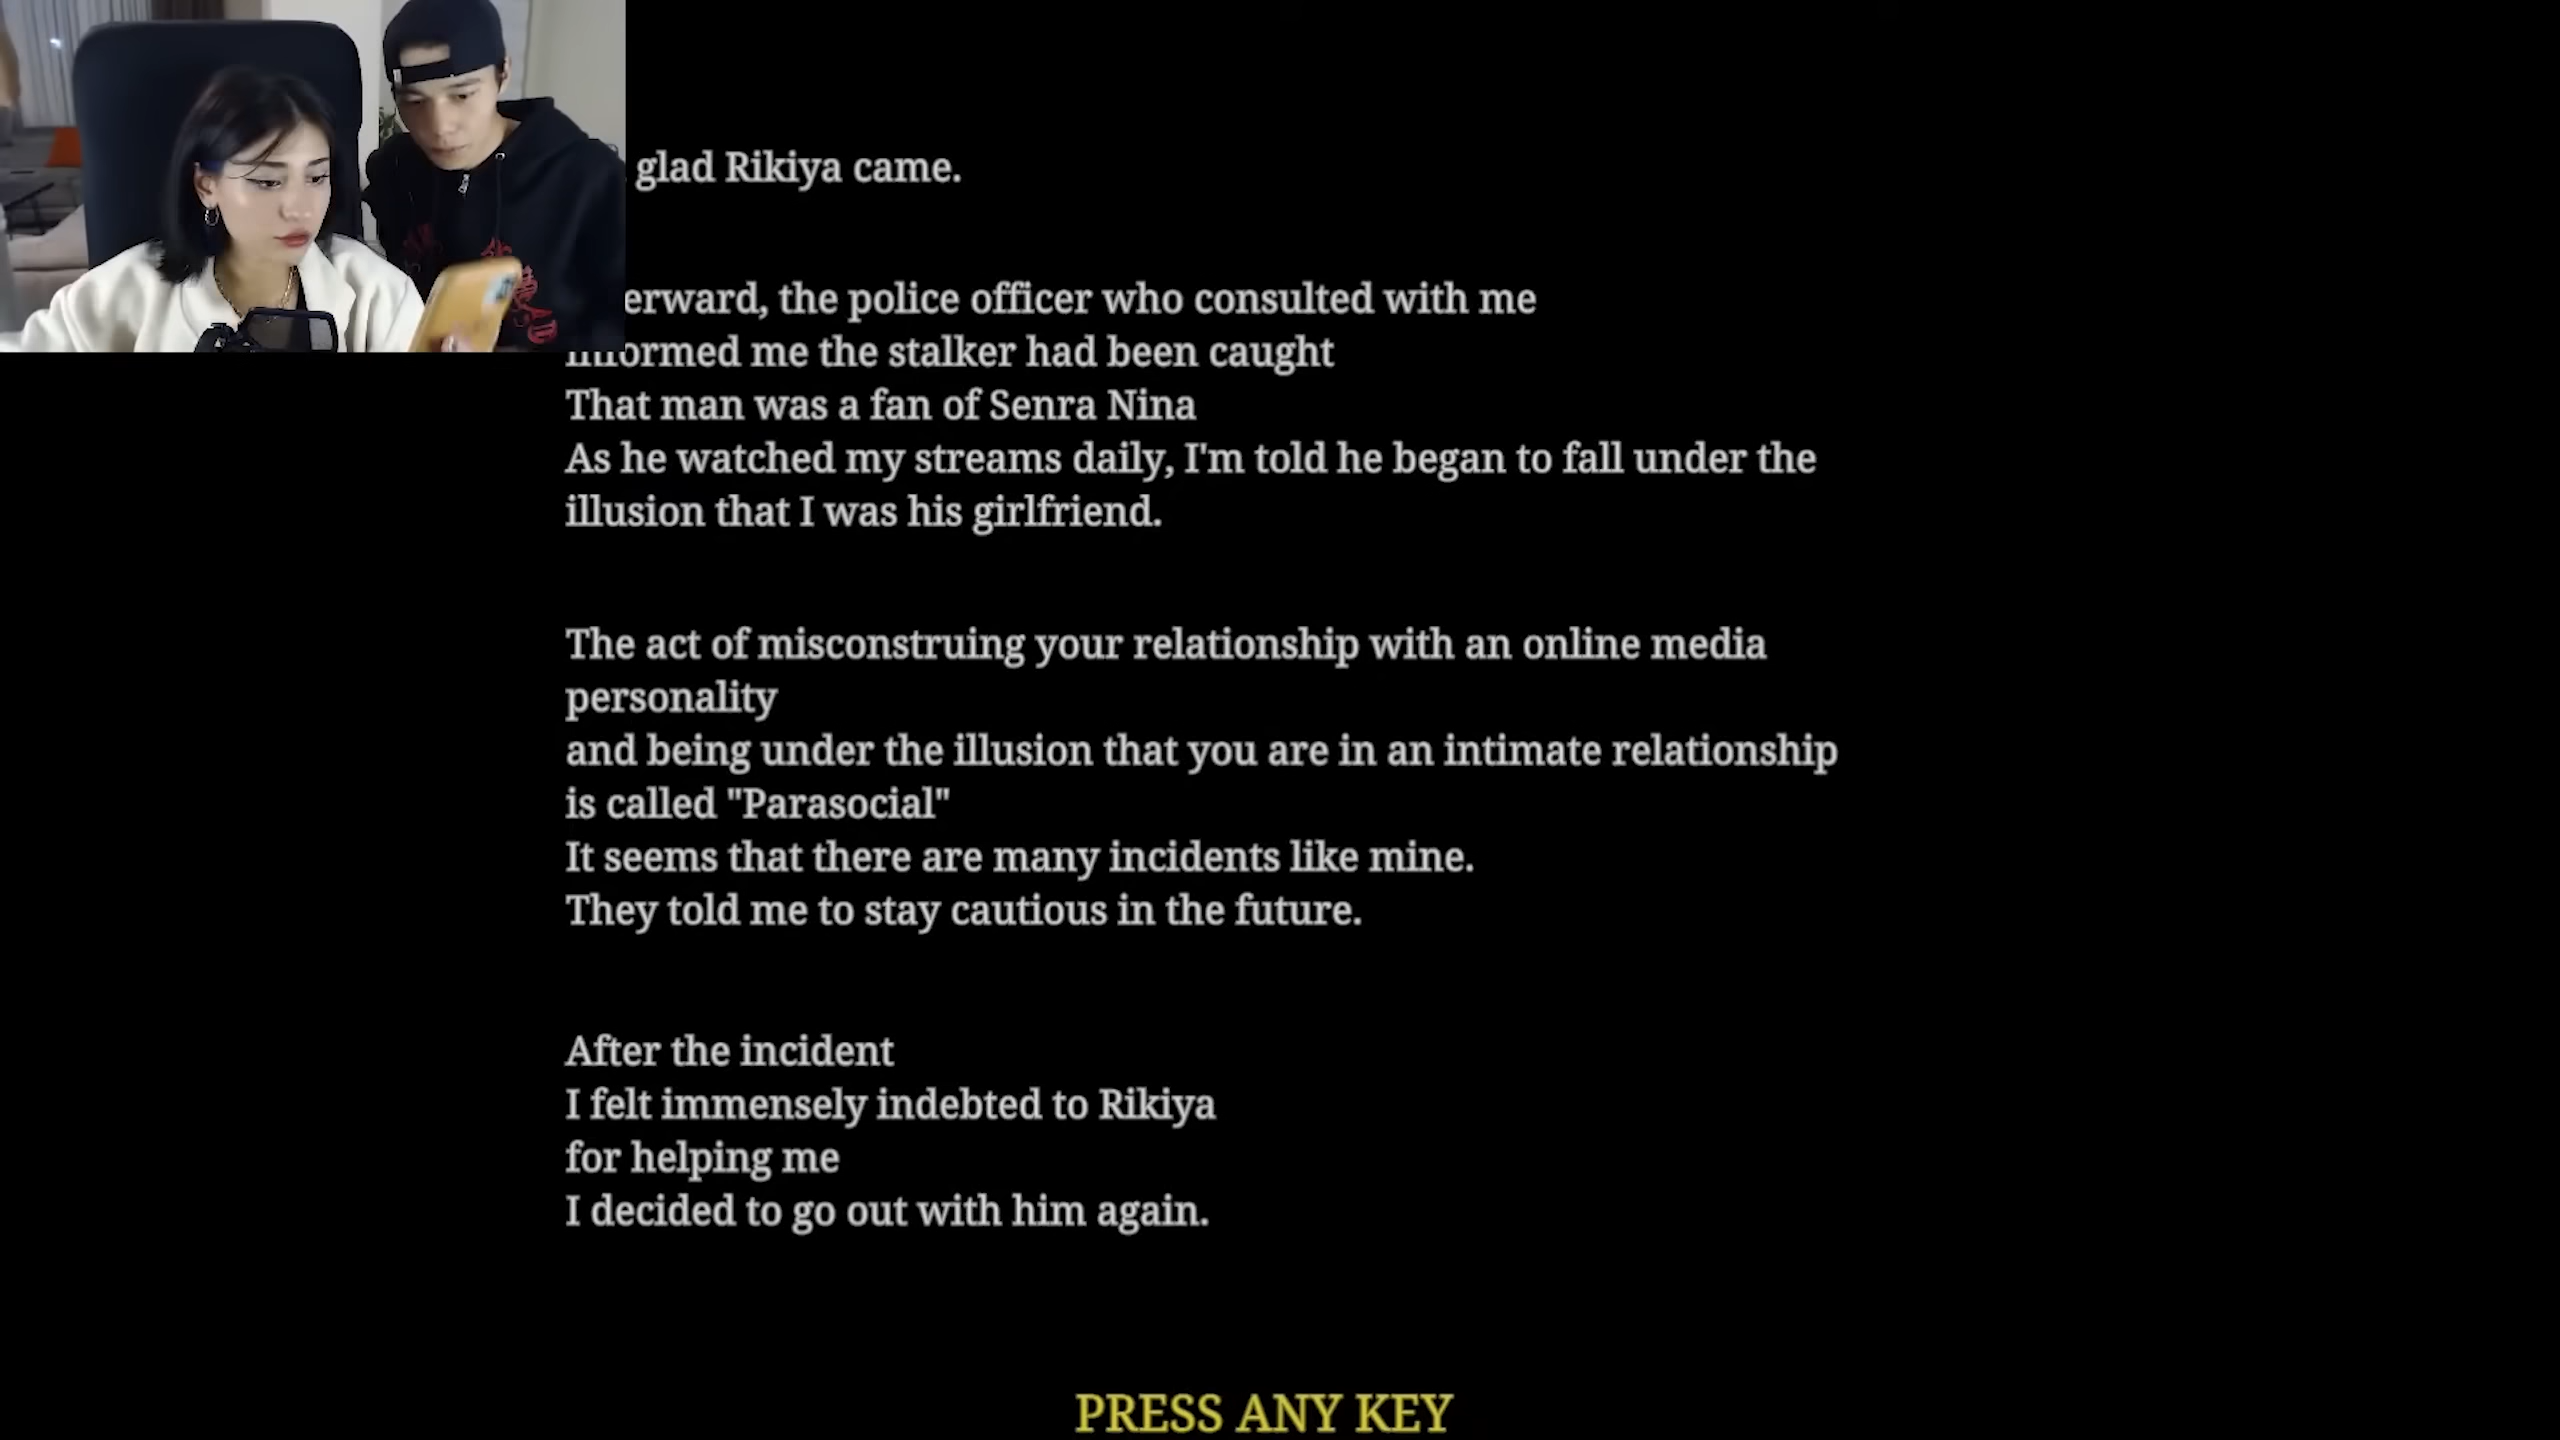 glad Rikiya came.
the police officer who consulted with me
me the stalker had been caught
That man was a fan of Senra Nina
As he watched my streams daily, I'm told he began to fall under the
illusion that I was his girlfriend.
The act of misconstruing your relationship with an online media
personality
and being under the illusion that you are in an intimate relationship
is called "Parasocial"
It seems that there are many incidents like mine.
They told me to stay cautious in the future.
After the incident
I felt immensely indebted to Rikiya
for helping me
I decided to go out with him again.
PRESS ANY KEY